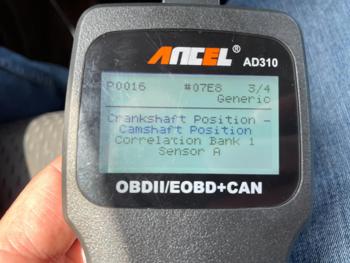 ANCEL® AD310
P0016 #07E8 3/4
Generic
Crankshaft Position -
Camshaft Position
Correlation Bank 1
Sensor A
OBDII/EOBD+CAN